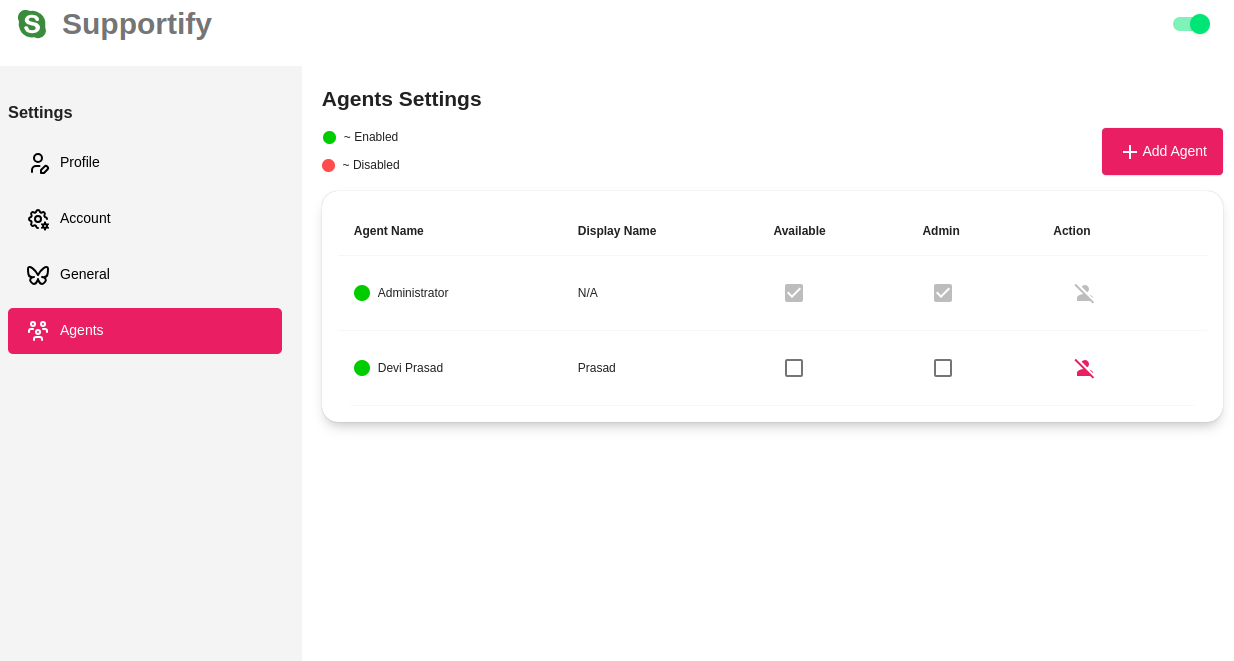 Supportify
Settings
Profile
Account
General
Agents
Agents Settings
~ Enabled
~ Disabled
Add Agent
Agent Name Display Name Available Admin Action
Administrator N/A
Devi Prasad Prasad